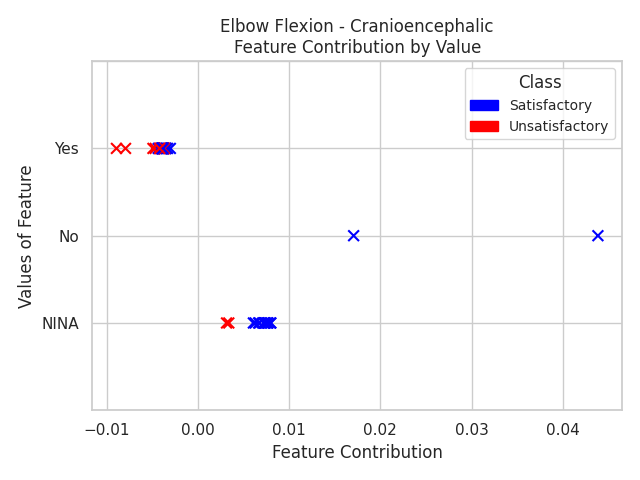 Elbow Flexion - Cranioencephalic
Feature Contribution by Value
Class
Satisfactory
Unsatisfactory
Values of Feature
Yes
No
NINA
−0.01 0.00 0.01 0.02 0.03 0.04
Feature Contribution